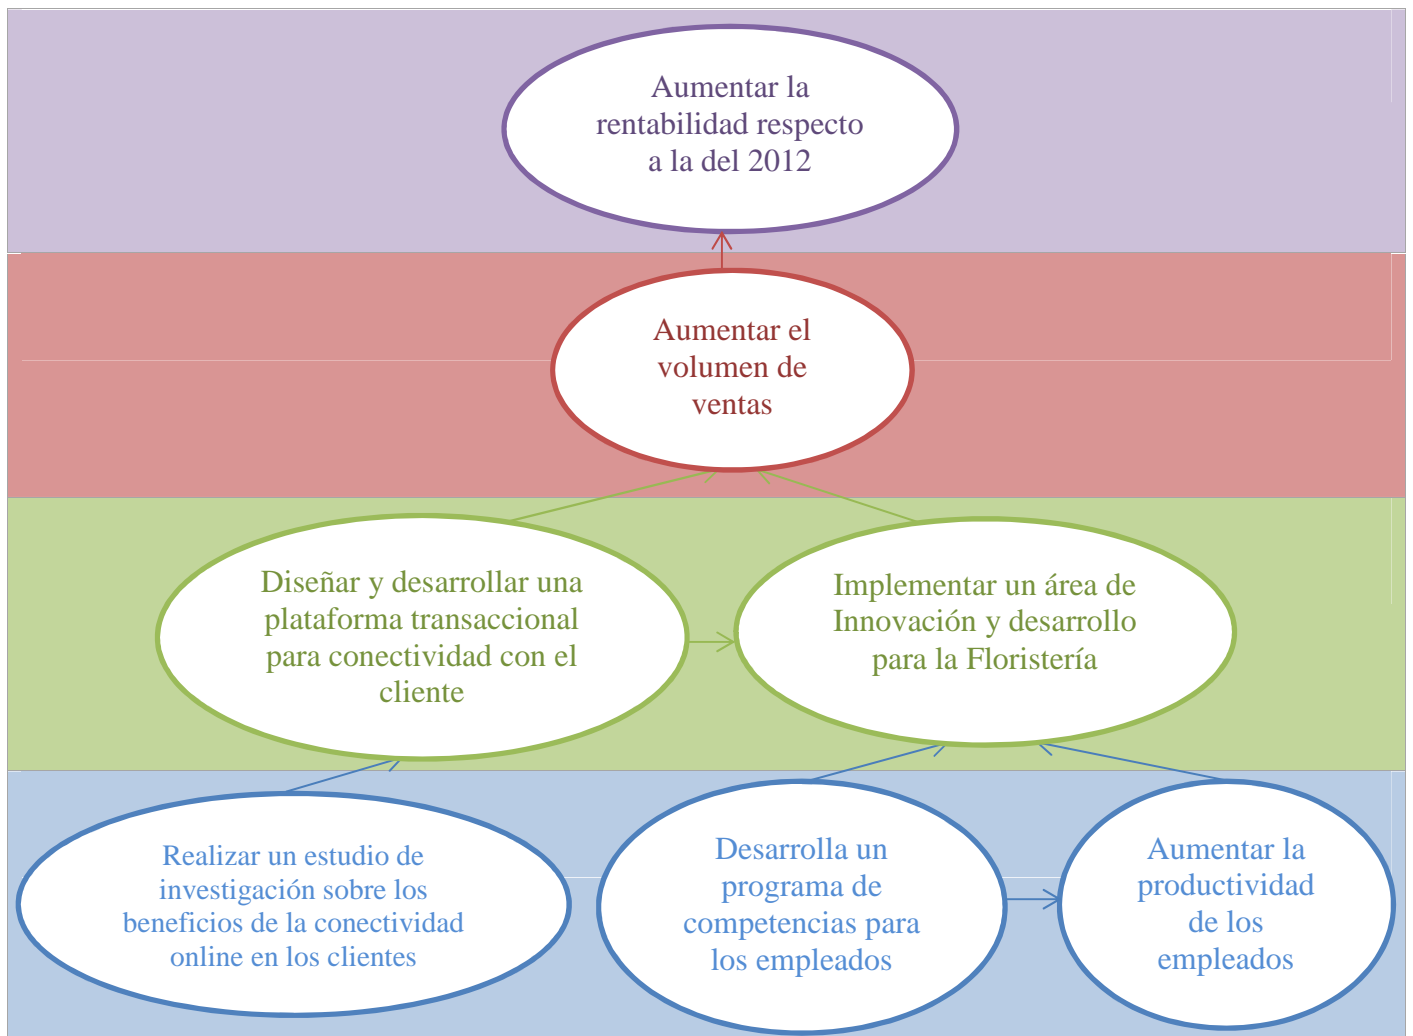 Aumentar la
rentabilidad respecto
a la del 2012
Aumentar el
volumen de
ventas
Diseñar y desarrollar una
plataforma transaccional
para conectividad con el
cliente
Implementar un área de
Innovación y desarrollo
para la Floristería
Realizar un estudio de
investigación sobre los
beneficios de la conectividad
online en los clientes
Desarrolla un
programa de
competencias para
los empleados
Aumentar la
productividad
de los
empleados